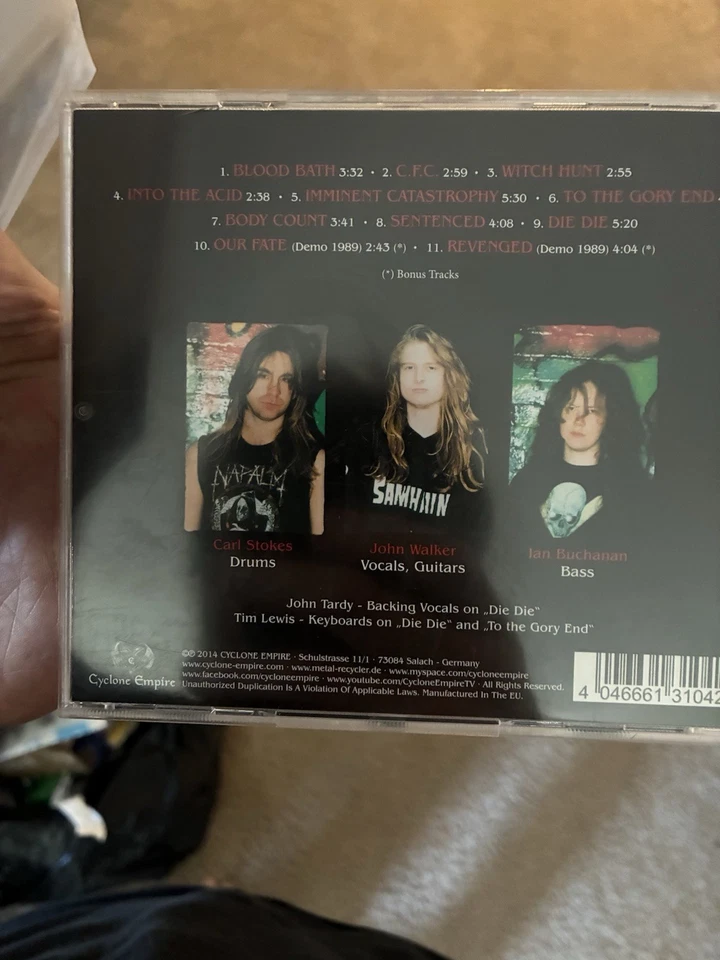 1. BLOOD BATH 3:32 • 2. C.F.C. 2:59 • 3. WITCH HUNT 2:55
4. INTO THE ACID 2:38 • 5. IMMINENT CATASTROPHY 5:30 • 6. TO THE GORY END
7. BODY COUNT 3:41 • 8. SENTENCED 4:08 • 9. DIE DIE 5:20
10. OUR FATE (Demo 1989) 2:43 (*) • 11. REVENGED (Demo 1989) 4:04 (*)
(*) Bonus Tracks
NAPALM
SAMHAIN
Carl Stokes
Drums
John Walker
Vocals, Guitars
Ian Buchanan
Bass
John Tardy - Backing Vocals on „Die Die“
Tim Lewis - Keyboards on „Die Die“ and „To the Gory End“
Cyclone Empire
©℗ 2014 CYCLONE EMPIRE · Schulstrasse 11/1 · 73084 Salach - Germany
www.cyclone-empire.com · www.metal-recycler.de · www.myspace.com/cycloneempire
www.facebook.com/cycloneempire · www.youtube.com/CycloneEmpireTV · All Rights Reserved.
Unauthorized Duplication Is A Violation Of Applicable Laws. Manufactured In The EU.
4 046661 31042